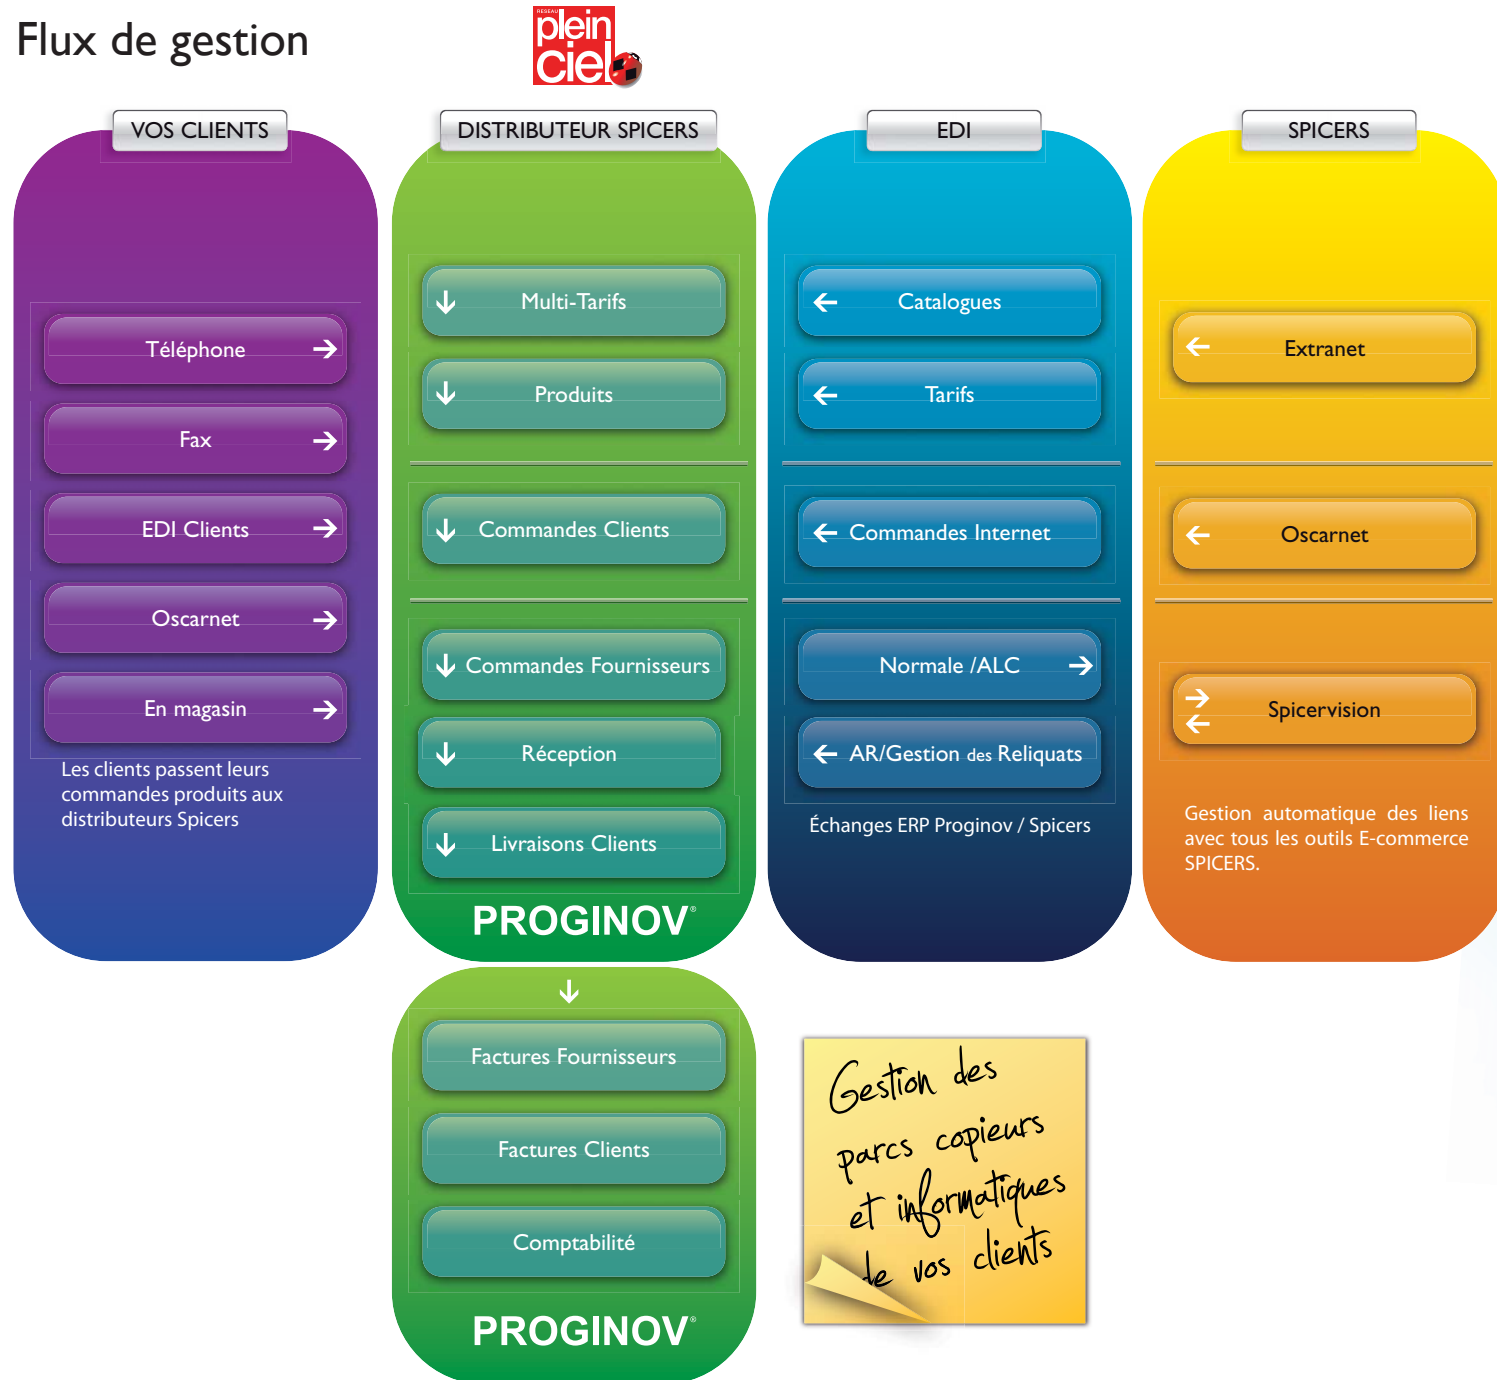 Flux de gestion
RESEAU
plein
ciel
VOS CLIENTS
Téléphone
Fax
EDI Clients
Oscarnet
En magasin
Les clients passent leurs
commandes produits aux
distributeurs Spicers
DISTRIBUTEUR SPICERS
Multi-Tarifs
Produits
Commandes Clients
Commandes Fournisseurs
Réception
Livraisons Clients
PROGINOV®
Factures Fournisseurs
Factures Clients
Comptabilité
PROGINOV®
EDI
Catalogues
Tarifs
Commandes Internet
Normale /ALC
AR/Gestion des Reliquats
Échanges ERP Proginov / Spicers
SPICERS
Extranet
Oscarnet
Spicervision
Gestion automatique des liens
avec tous les outils E-commerce
SPICERS.
Gestion des
parcs copieurs
et informatiques
de vos clients